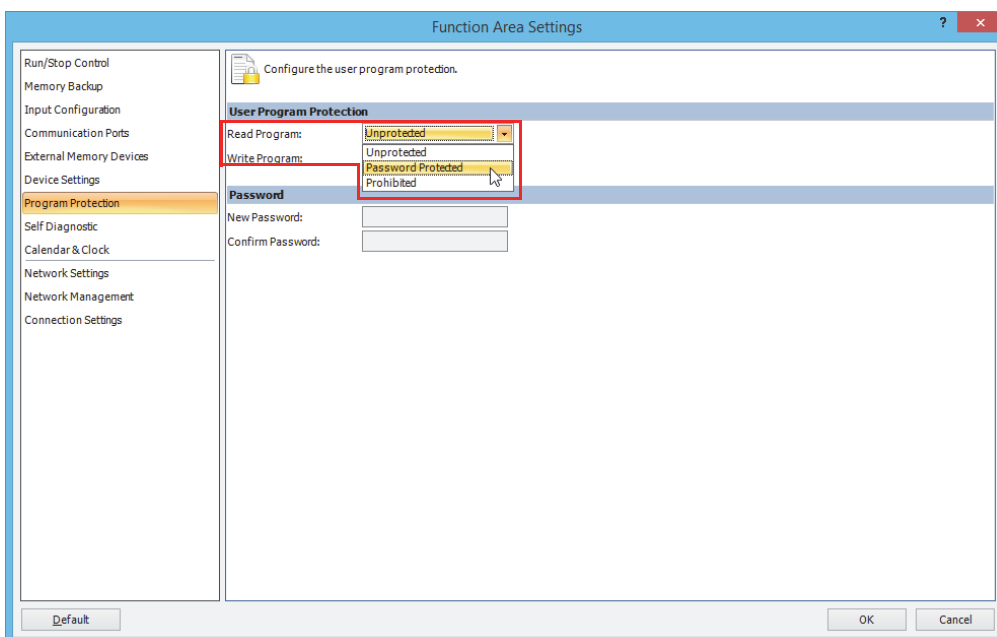 Function Area Settings
?
×
Run/Stop Control
Memory Backup
Input Configuration
Communication Ports
External Memory Devices
Device Settings
Program Protection
Self Diagnostic
Calendar & Clock
Network Settings
Network Management
Connection Settings
Configure the user program protection.
User Program Protection
Read Program: Unprotected
Unprotected
Write Program:
Password Protected
Prohibited
Password
New Password:
Confirm Password:
Default
OK
Cancel